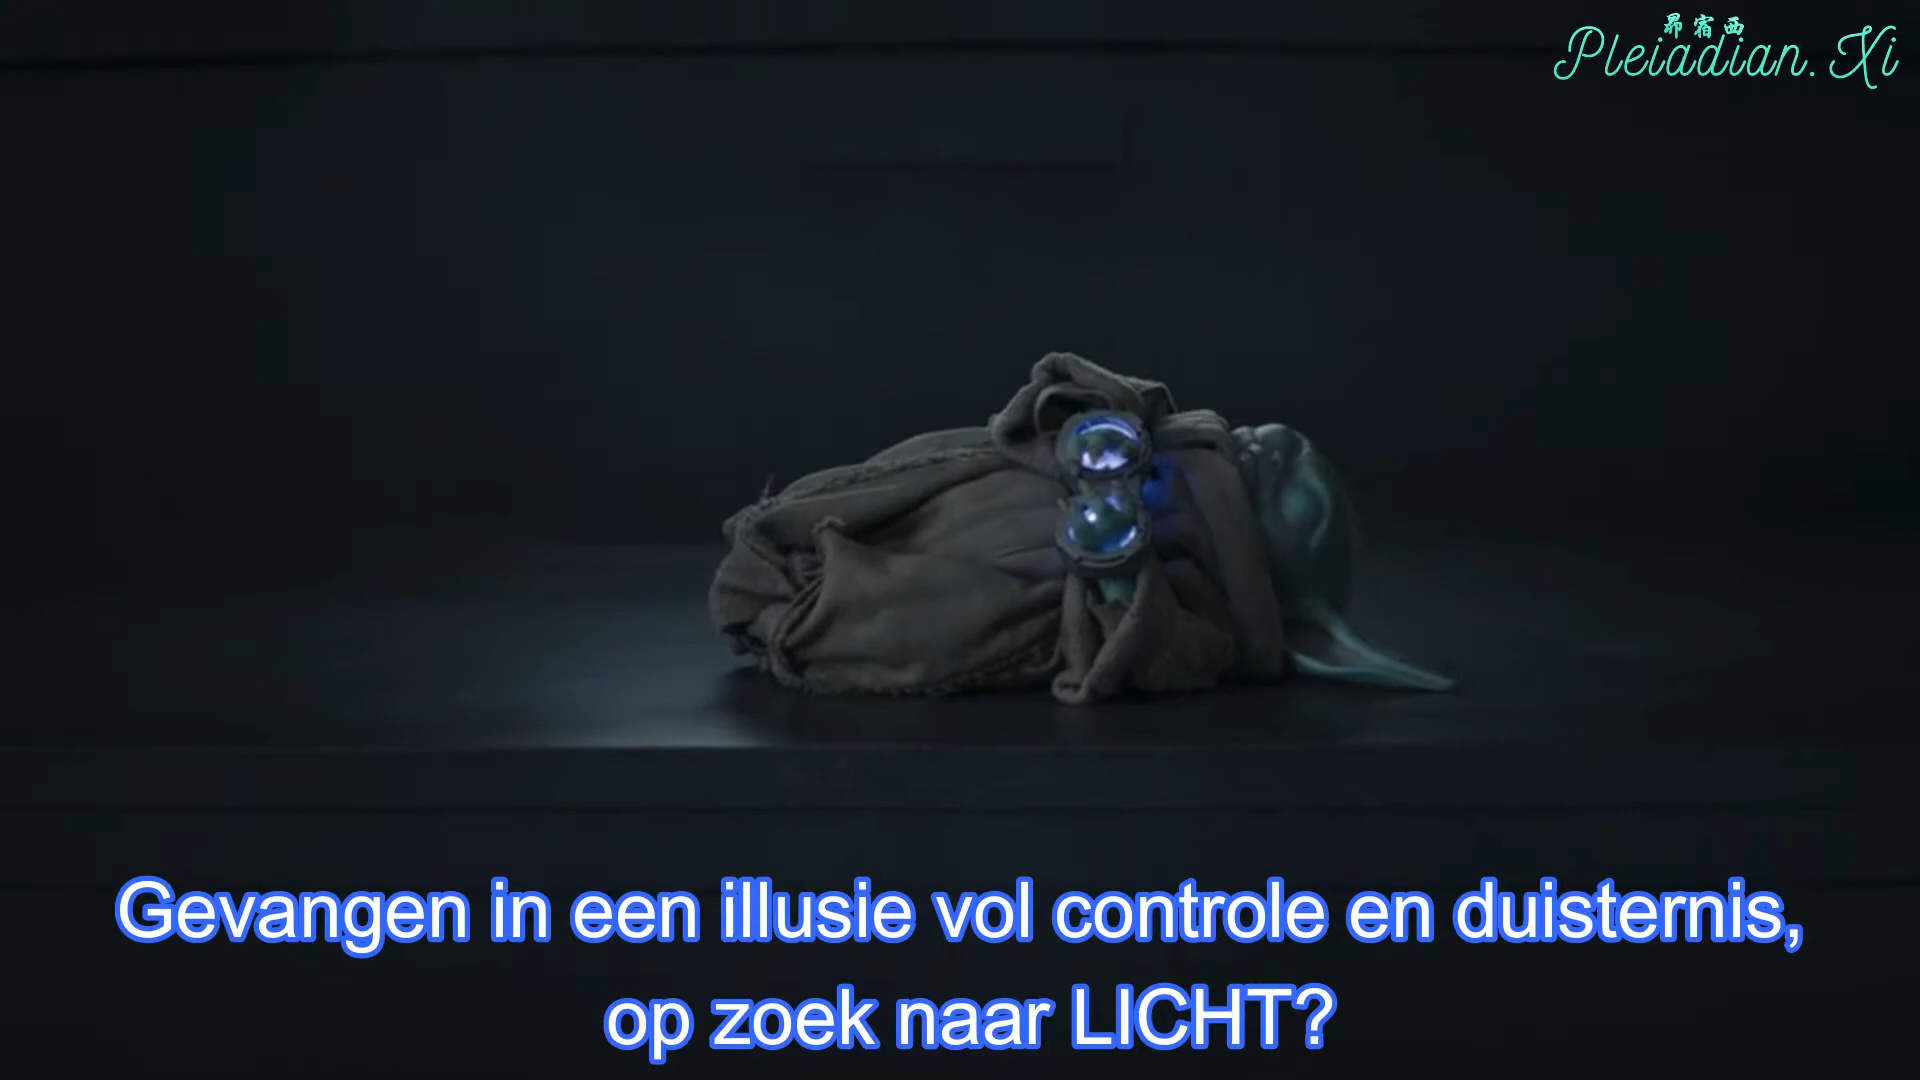 昴宿西
Pleiadian.Xi
Gevangen in een illusie vol controle en duisternis,
op zoek naar LICHT?